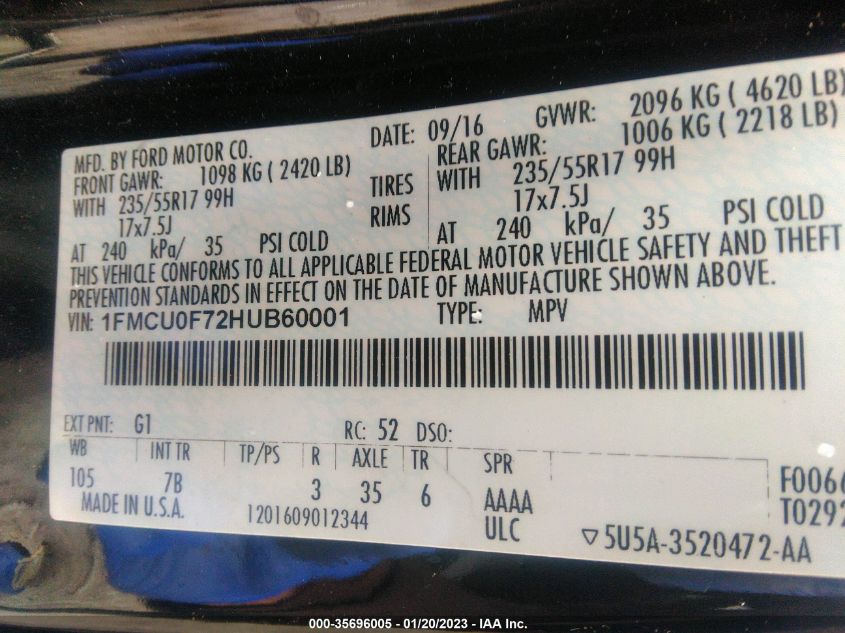 MFD. BY FORD MOTOR CO. DATE: 09/16 GVWR: 2096 KG ( 4620 LB)
FRONT GAWR: 1098 KG ( 2420 LB) REAR GAWR: 1006 KG ( 2218 LB)
WITH 235/55R17 99H TIRES WITH 235/55R17 99H
17x7.5J RIMS 17x7.5J
AT 240 kPa/ 35 PSI COLD AT 240 kPa/ 35 PSI COLD
THIS VEHICLE CONFORMS TO ALL APPLICABLE FEDERAL MOTOR VEHICLE SAFETY AND THEFT
PREVENTION STANDARDS IN EFFECT ON THE DATE OF MANUFACTURE SHOWN ABOVE.
VIN: 1FMCU0F72HUB60001 TYPE: MPV
EXT PNT: G1 RC: 52 DSO:
WB INT TR TP/PS R AXLE TR SPR
105 7B 3 35 6 AAAA F0066
MADE IN U.S.A. 1201609012344 ULC T0292
▽5U5A-3520472-AA
000-35696005 - 01/20/2023 - IAA Inc.